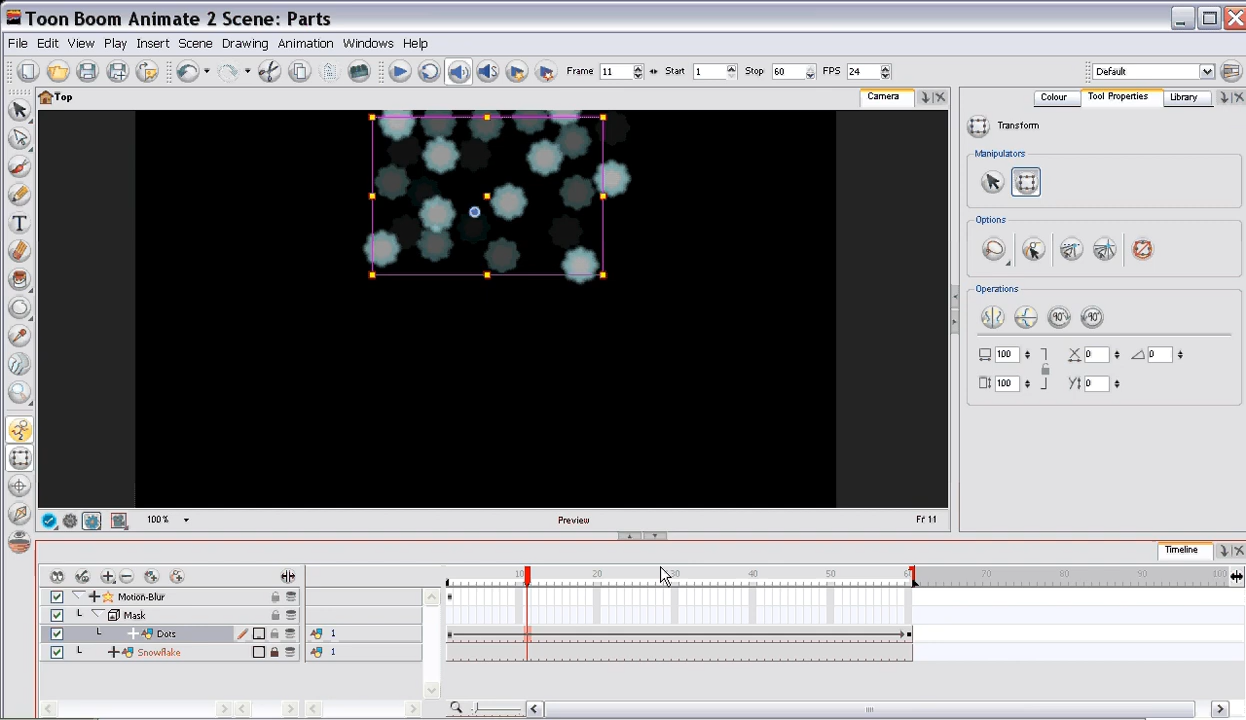 Toon Boom Animate 2 Scene: Parts
File Edit View Play Insert Scene Drawing Animation Windows Help
Frame 11 Start 1 Stop 60 FPS 24 Default
Top Camera Colour Tool Properties Library
Transform
Manipulators
Options
Operations
90° 90°
100 X 0 0
100 Y 0
100% Preview Fr 11
Timeline
10 20 30 40 50 60 70 80 90 100
Motion-Blur
Mask
Dots 1
Snowflake 1